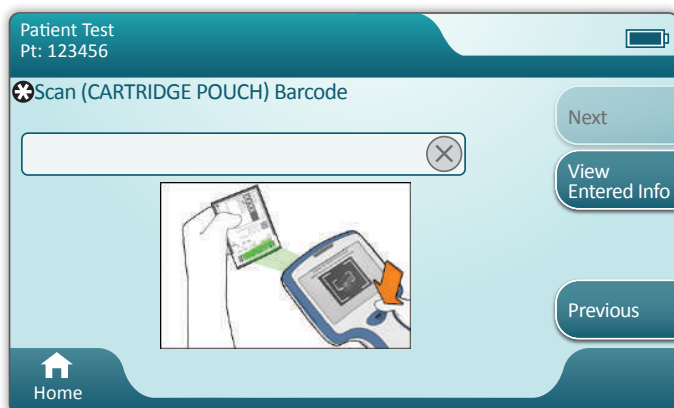 Patient Test
Pt: 123456
Scan (CARTRIDGE POUCH) Barcode
Next
View
Entered Info
Previous
Home